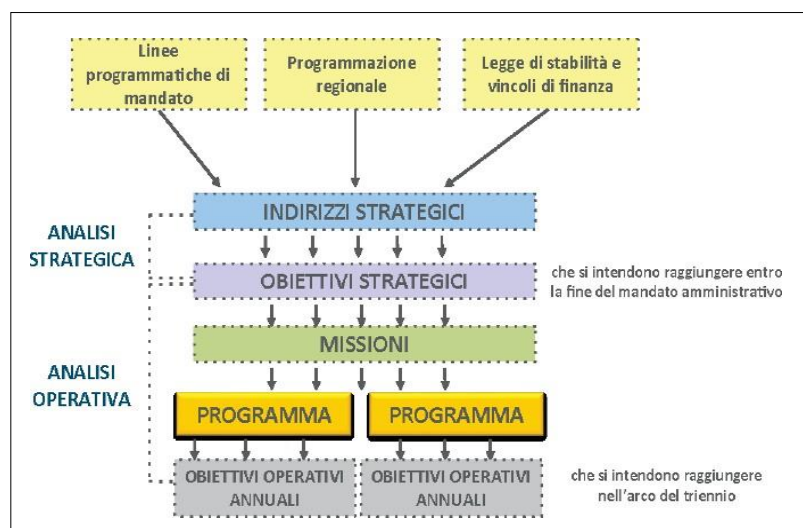 Linee
programmatiche di
mandato
Programmazione
regionale
Legge di stabilità e
vincoli di finanza
INDIRIZZI STRATEGICI
ANALISI
STRATEGICA
OBIETTIVI STRATEGICI
che si intendono raggiungere entro
la fine del mandato amministrativo
MISSIONI
ANALISI
OPERATIVA
PROGRAMMA
PROGRAMMA
OBIETTIVI OPERATIVI
ANNUALI
OBIETTIVI OPERATIVI
ANNUALI
che si intendono raggiungere
nell'arco del triennio